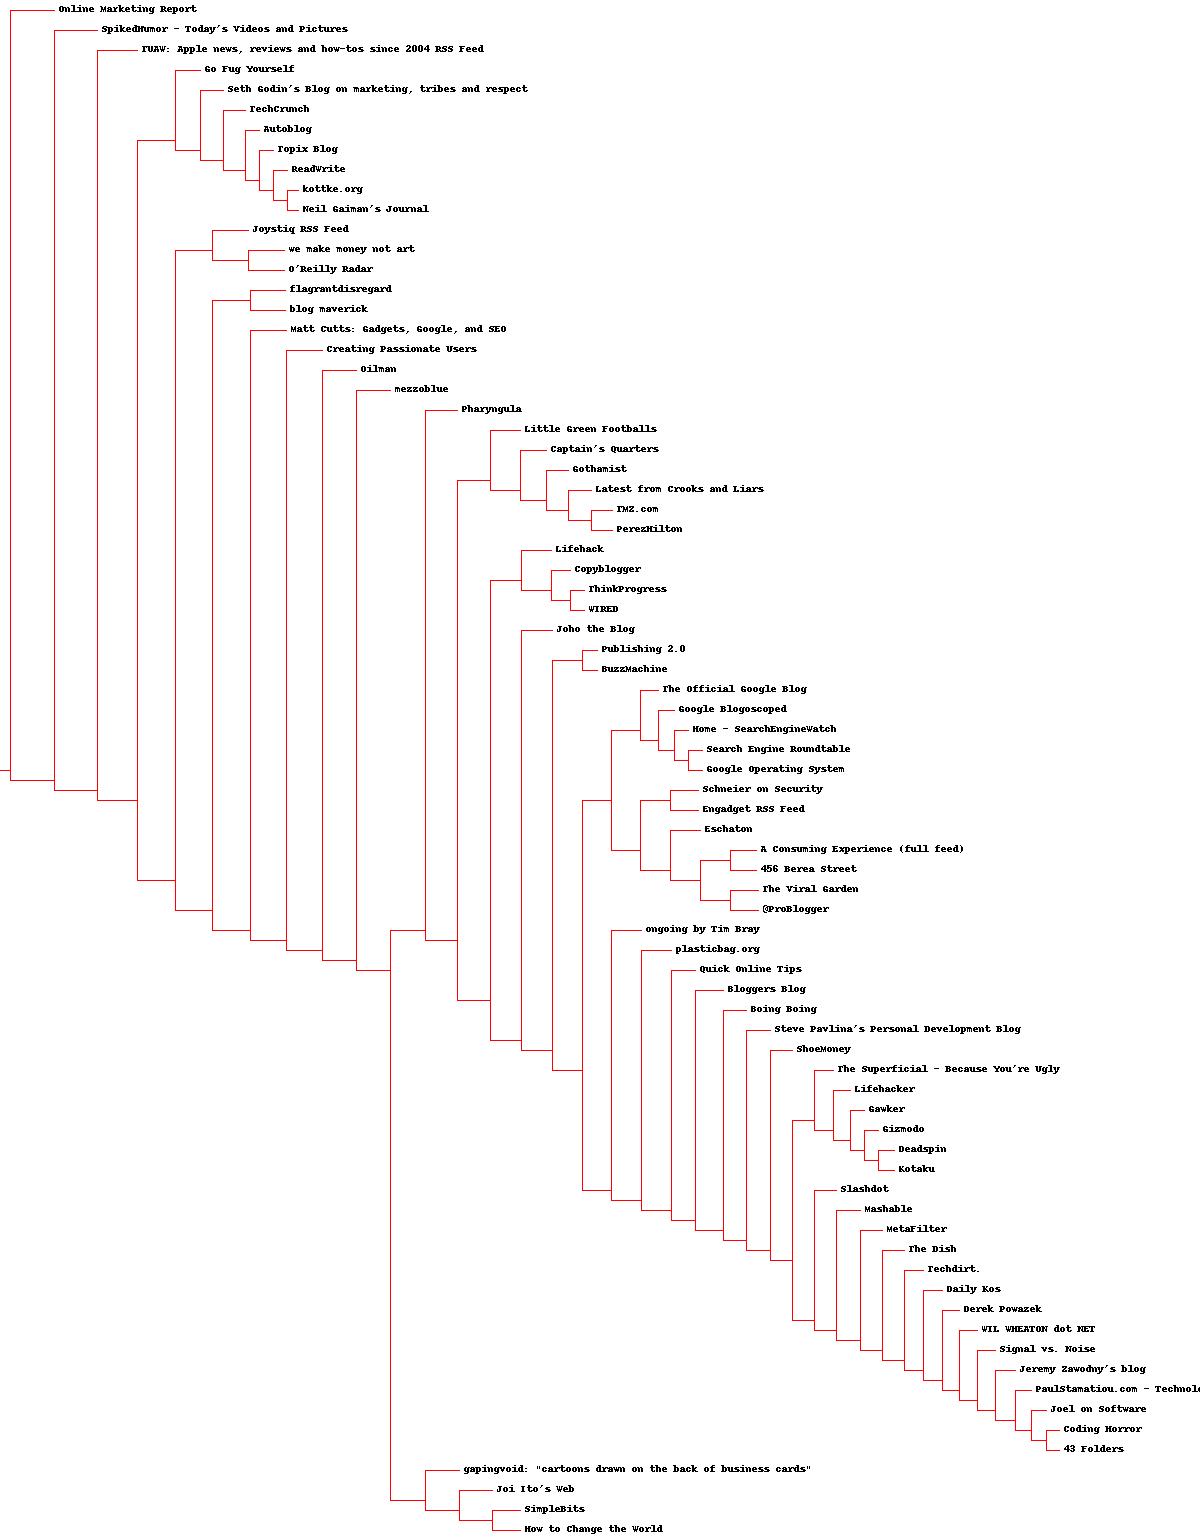 Online Marketing Report
SpikedHumor - Today's Videos and Pictures
TUAW: Apple news, reviews and how-tos since 2004 RSS Feed
Go Fug Yourself
Seth Godin's Blog on marketing, tribes and respect
TechCrunch
Autoblog
Topix Blog
ReadWrite
kottke.org
Neil Gaiman's Journal
Joystiq RSS Feed
we make money not art
O'Reilly Radar
flagrantdisregard
blog maverick
Matt Cutts: Gadgets, Google, and SEO
Creating Passionate Users
Oilman
mezzoblue
Pharyngula
Little Green Footballs
Captain's Quarters
Gothamist
Latest from Crooks and Liars
TMZ.com
PerezHilton
Lifehack
Copyblogger
ThinkProgress
WIRED
Joho the Blog
Publishing 2.0
BuzzMachine
The Official Google Blog
Google Blogoscoped
Home - SearchEngineWatch
Search Engine Roundtable
Google Operating System
Schneier on Security
Engadget RSS Feed
Eschaton
A Consuming Experience (full feed)
456 Berea Street
The Viral Garden
@ProBlogger
ongoing by Tim Bray
plasticbag.org
Quick Online Tips
Bloggers Blog
Boing Boing
Steve Pavlina's Personal Development Blog
ShoeMoney
The Superficial - Because You're Ugly
Lifehacker
Gawker
Gizmodo
Deadspin
Kotaku
Slashdot
Mashable
MetaFilter
The Dish
Techdirt.
Daily Kos
Derek Powazek
WIL WHEATON dot NET
Signal vs. Noise
Jeremy Zawodny's blog
PaulStamatiou.com - Technol
Joel on Software
Coding Horror
43 Folders
gapingvoid: "cartoons drawn on the back of business cards"
Joi Ito's Web
SimpleBits
How to Change the World